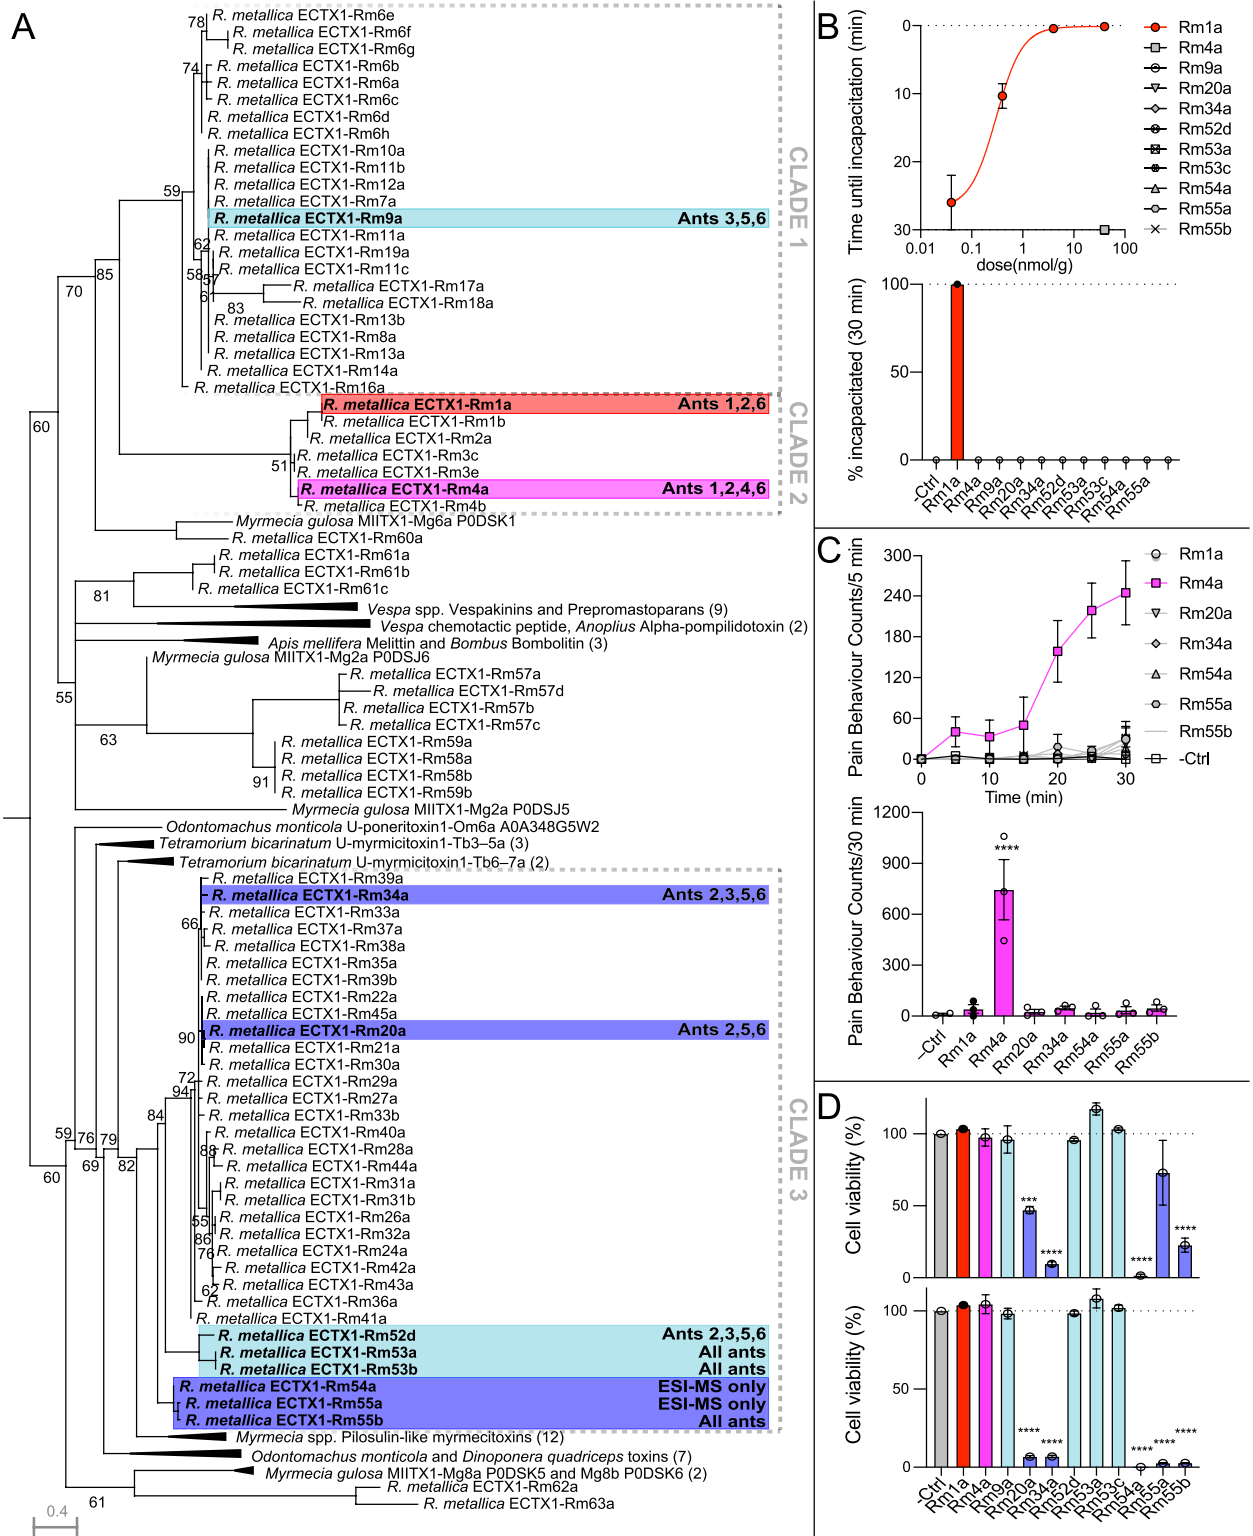 A
R. metallica ECTX1-Rm6e
78
R. metallica ECTX1-Rm6f
R. metallica ECTX1-Rm6g
R. metallica ECTX1-Rm6b
74
R. metallica ECTX1-Rm6a
R. metallica ECTX1-Rm6c
R. metallica ECTX1-Rm6d
R. metallica ECTX1-Rm6h
R. metallica ECTX1-Rm10a
R. metallica ECTX1-Rm11b
R. metallica ECTX1-Rm12a
59
R. metallica ECTX1-Rm7a
R. metallica ECTX1-Rm9a Ants 3,5,6
R. metallica ECTX1-Rm11a
62
R. metallica ECTX1-Rm19a
85
58
57
R. metallica ECTX1-Rm11c
R. metallica ECTX1-Rm17a
70
6
R. metallica ECTX1-Rm18a
83
R. metallica ECTX1-Rm13b
R. metallica ECTX1-Rm8a
R. metallica ECTX1-Rm13a
R. metallica ECTX1-Rm14a
R. metallica ECTX1-Rm16a
CLADE 1
R. metallica ECTX1-Rm1a Ants 1,2,6
60
R. metallica ECTX1-Rm1b
R. metallica ECTX1-Rm2a
R. metallica ECTX1-Rm3c
51
R. metallica ECTX1-Rm3e
R. metallica ECTX1-Rm4a Ants 1,2,4,6
R. metallica ECTX1-Rm4b
CLADE 2
Myrmecia gulosa MIITX1-Mg6a P0DSK1
R. metallica ECTX1-Rm60a
R. metallica ECTX1-Rm61a
R. metallica ECTX1-Rm61b
R. metallica ECTX1-Rm61c
81
Vespa spp. Vespakinins and Prepromastoparans (9)
Vespa chemotactic peptide, Anoplius Alpha-pompilidotoxin (2)
Apis mellifera Melittin and Bombus Bombolitin (3)
Myrmecia gulosa MIITX1-Mg2a P0DSJ6
R. metallica ECTX1-Rm57a
R. metallica ECTX1-Rm57d
55
R. metallica ECTX1-Rm57b
R. metallica ECTX1-Rm57c
63
R. metallica ECTX1-Rm59a
R. metallica ECTX1-Rm58a
91
R. metallica ECTX1-Rm58b
R. metallica ECTX1-Rm59b
Myrmecia gulosa MIITX1-Mg2a P0DSJ5
Odontomachus monticola U-poneritoxin1-Om6a A0A348G5W2
Tetramorium bicarinatum U-myrmicitoxin1-Tb3–5a (3)
Tetramorium bicarinatum U-myrmicitoxin1-Tb6–7a (2)
R. metallica ECTX1-Rm39a
R. metallica ECTX1-Rm34a Ants 2,3,5,6
R. metallica ECTX1-Rm33a
66
R. metallica ECTX1-Rm37a
R. metallica ECTX1-Rm38a
R. metallica ECTX1-Rm35a
R. metallica ECTX1-Rm39b
R. metallica ECTX1-Rm22a
R. metallica ECTX1-Rm45a
R. metallica ECTX1-Rm20a Ants 2,5,6
90
R. metallica ECTX1-Rm21a
R. metallica ECTX1-Rm30a
72
R. metallica ECTX1-Rm29a
94
R. metallica ECTX1-Rm27a
84
R. metallica ECTX1-Rm33b
59 76 79
R. metallica ECTX1-Rm40a
88
R. metallica ECTX1-Rm28a
69 82
R. metallica ECTX1-Rm44a
60
R. metallica ECTX1-Rm31a
R. metallica ECTX1-Rm31b
55
R. metallica ECTX1-Rm26a
86
R. metallica ECTX1-Rm32a
76
R. metallica ECTX1-Rm24a
R. metallica ECTX1-Rm42a
62
R. metallica ECTX1-Rm43a
R. metallica ECTX1-Rm36a
R. metallica ECTX1-Rm41a
R. metallica ECTX1-Rm52d Ants 2,3,5,6
R. metallica ECTX1-Rm53a All ants
R. metallica ECTX1-Rm53b All ants
R. metallica ECTX1-Rm54a ESI-MS only
R. metallica ECTX1-Rm55a ESI-MS only
R. metallica ECTX1-Rm55b All ants
CLADE 3
Myrmecia spp. Pilosulin-like myrmecitoxins (12)
Odontomachus monticola and Dinoponera quadriceps toxins (7)
Myrmecia gulosa MIITX1-Mg8a P0DSK5 and Mg8b P0DSK6 (2)
R. metallica ECTX1-Rm62a
61
R. metallica ECTX1-Rm63a
0.4
B
Time until incapacitation (min)
0
10
20
30
0.01 0.1 1 10 100
dose(nmol/g)
Rm1a
Rm4a
Rm9a
Rm20a
Rm34a
Rm52d
Rm53a
Rm53c
Rm54a
Rm55a
Rm55b
% incapacitated (30 min)
100
50
0
-Ctrl Rm1a Rm4a Rm9a Rm20a Rm34a Rm52d Rm53a Rm53c Rm54a Rm55a
C
Pain Behaviour Counts/5 min
300
240
180
120
60
0
0 10 20 30
Time (min)
Rm1a
Rm4a
Rm20a
Rm34a
Rm54a
Rm55a
Rm55b
-Ctrl
Pain Behaviour Counts/30 min
1200
900
600
300
0
****
–Ctrl Rm1a Rm4a Rm20a Rm34a Rm54a Rm55a Rm55b
D
Cell viability (%)
100
50
0
*** **** **** ****
Cell viability (%)
100
50
0
**** **** **** **** ****
-Ctrl Rm1a Rm4a Rm9a Rm20a Rm34a Rm52d Rm53a Rm53c Rm54a Rm55a Rm55b